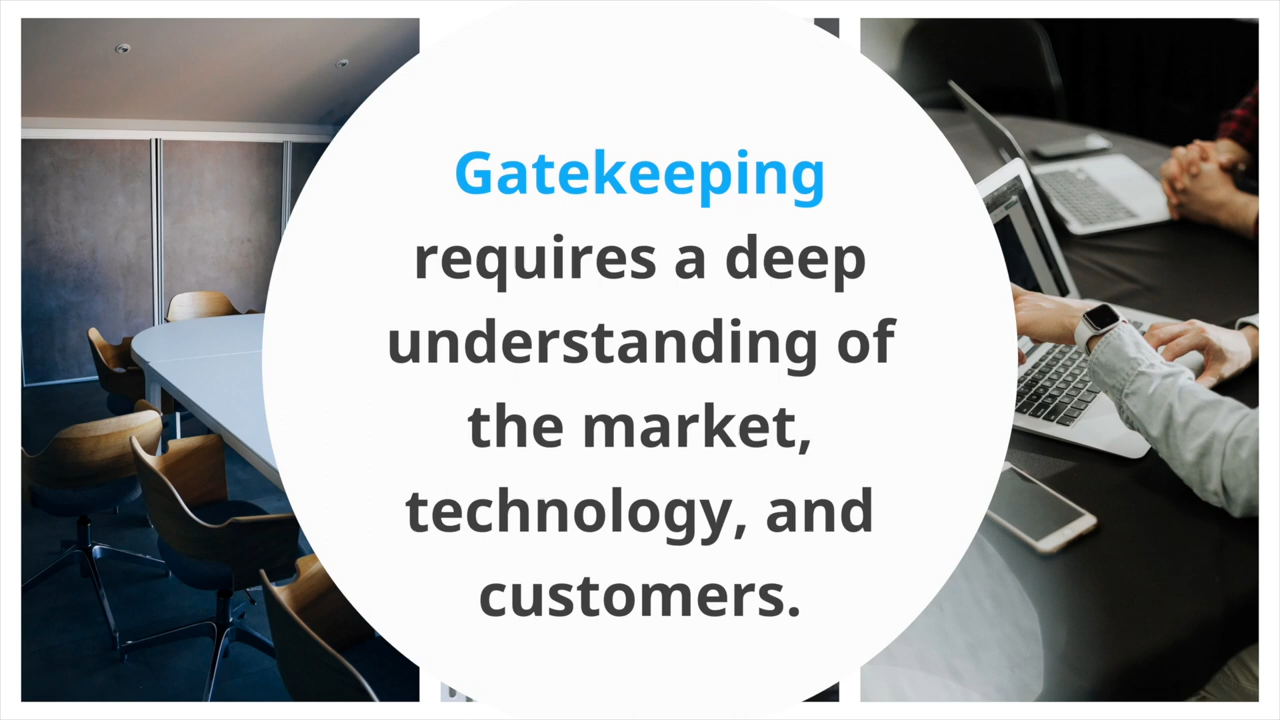 Gatekeeping
requires a deep
understanding of
the market,
technology, and
customers.